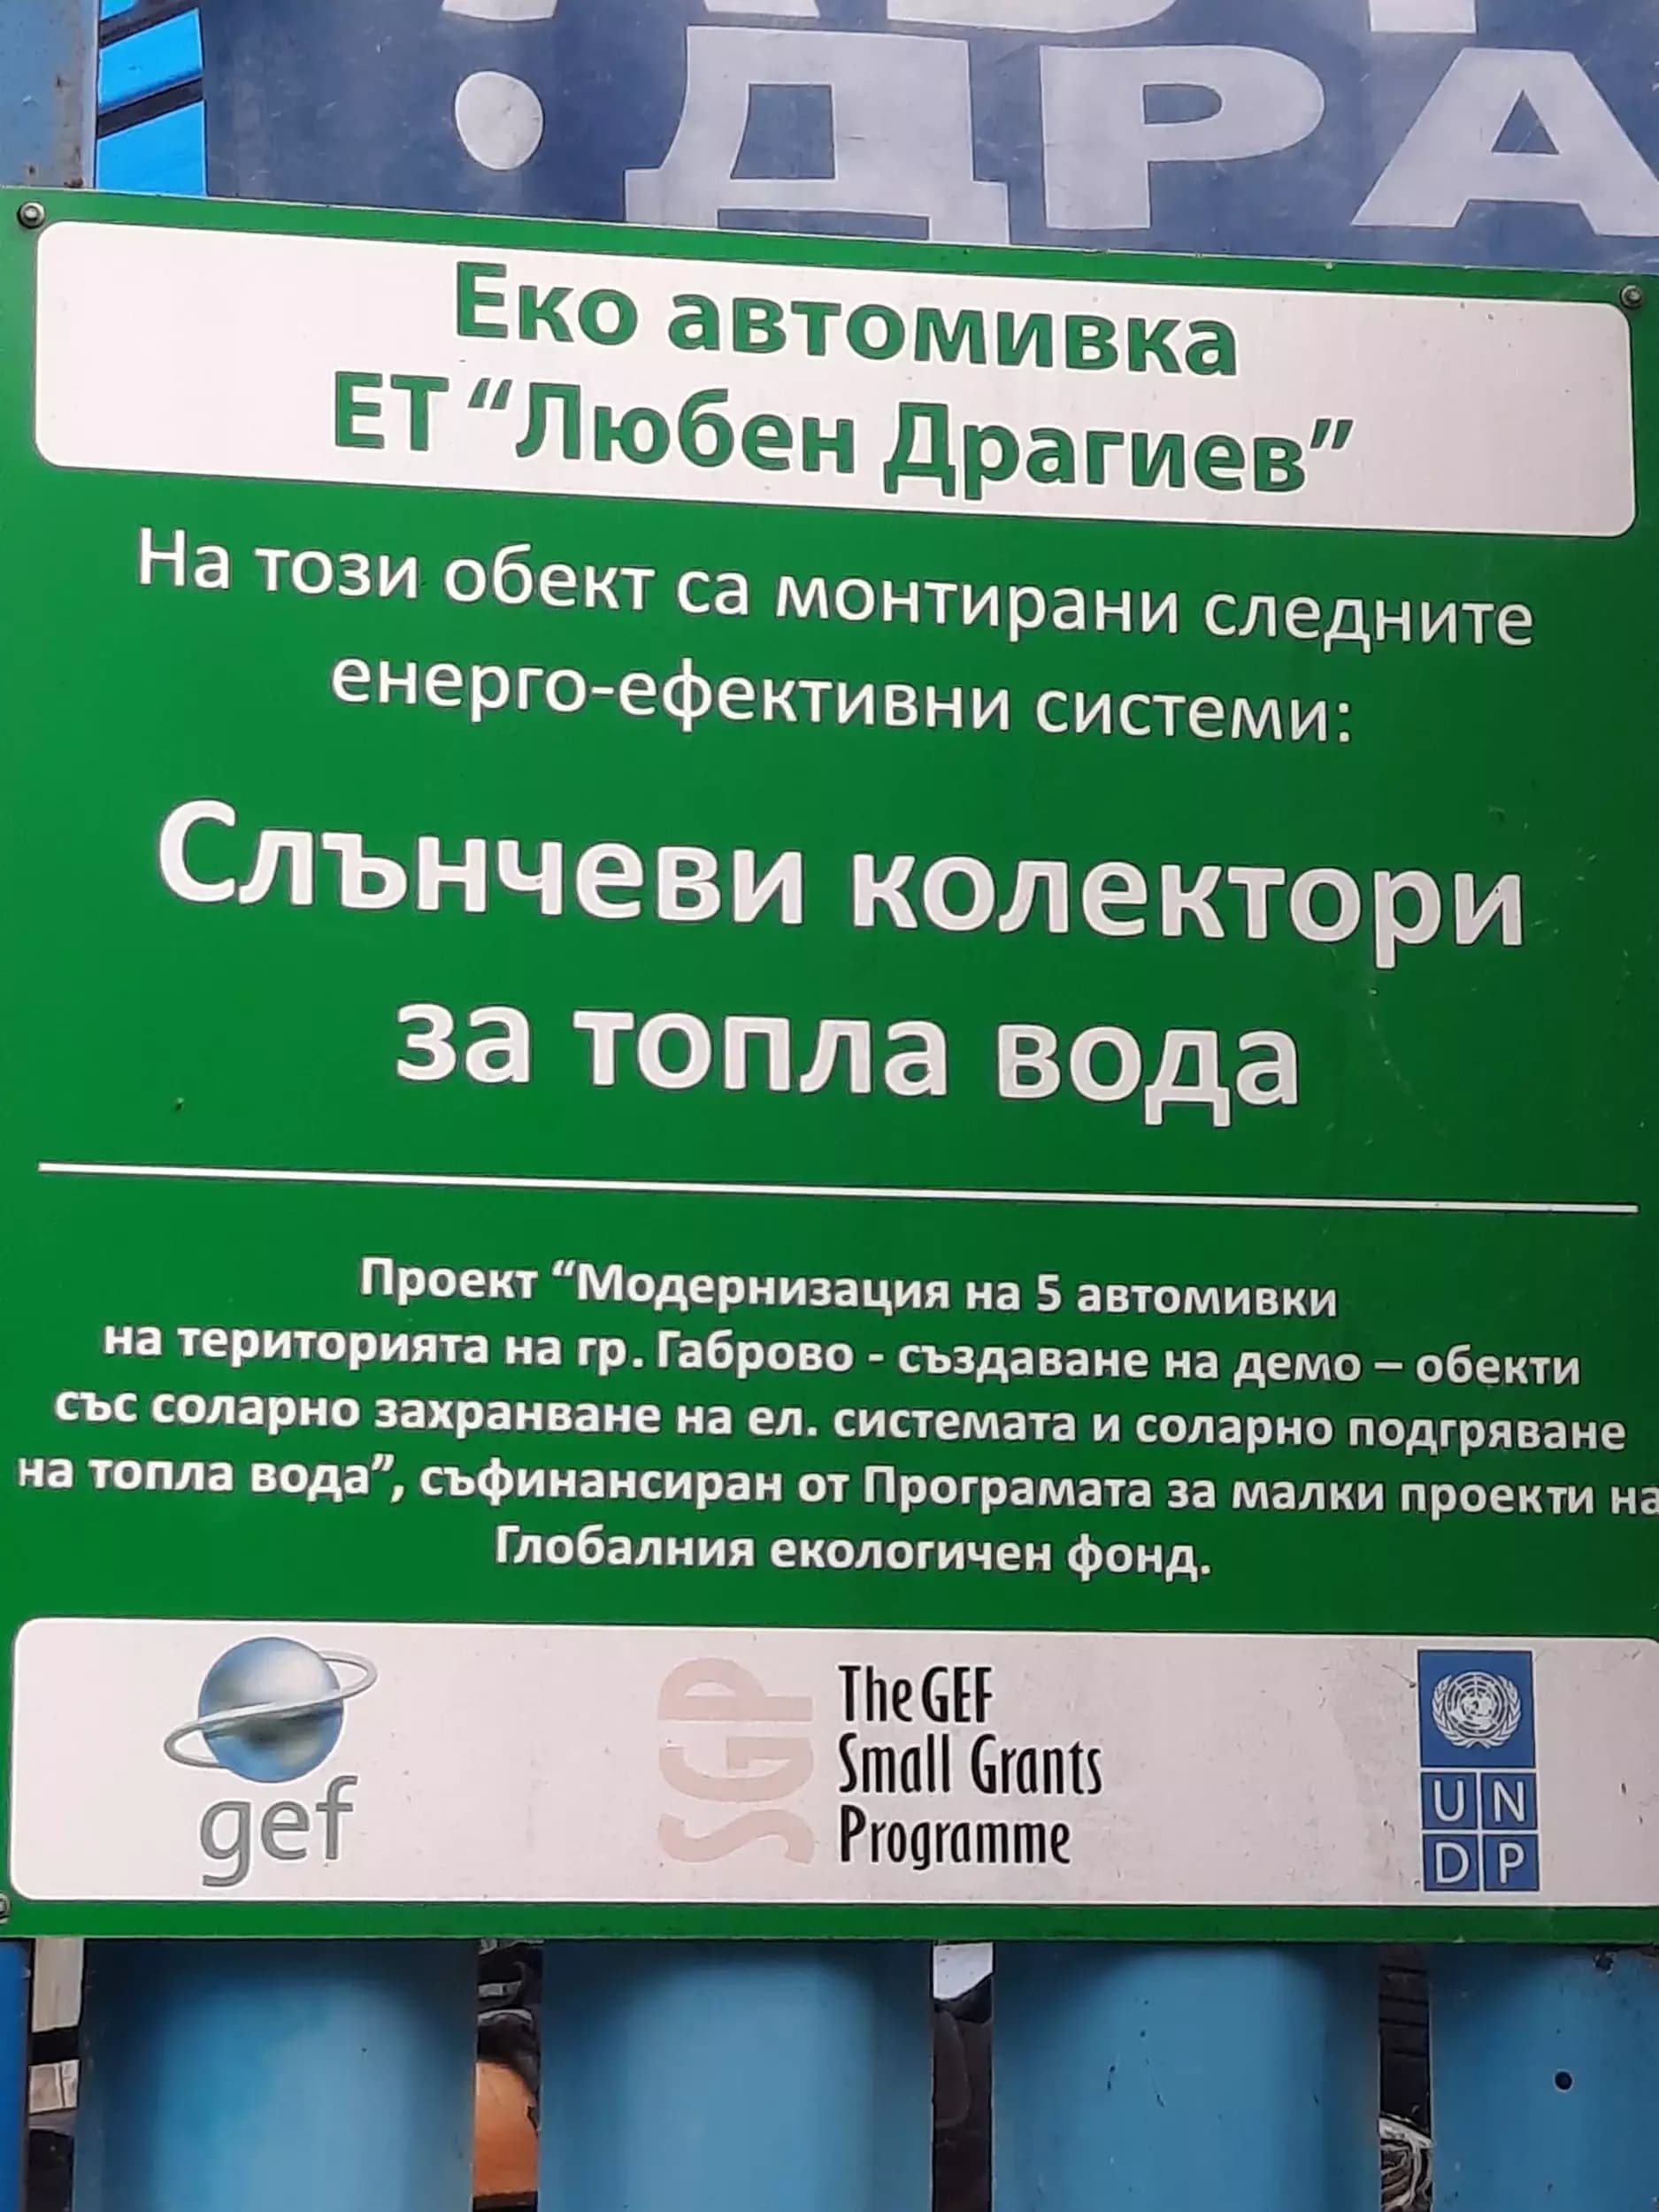 ДРА
Еко автомивка
ЕТ “Любен Драгиев”
На този обект са монтирани следните
енерго-ефективни системи:
Слънчеви колектори
за топла вода
Проект “Модернизация на 5 автомивки
на територията на гр. Габрово - създаване на демо – обекти
със соларно захранване на ел. системата и соларно подгряване
на топла вода”, съфинансиран от Програмата за малки проекти на
Глобалния екологичен фонд.
gef
SGP
The GEF
Small Grants
Programme
UN
DP